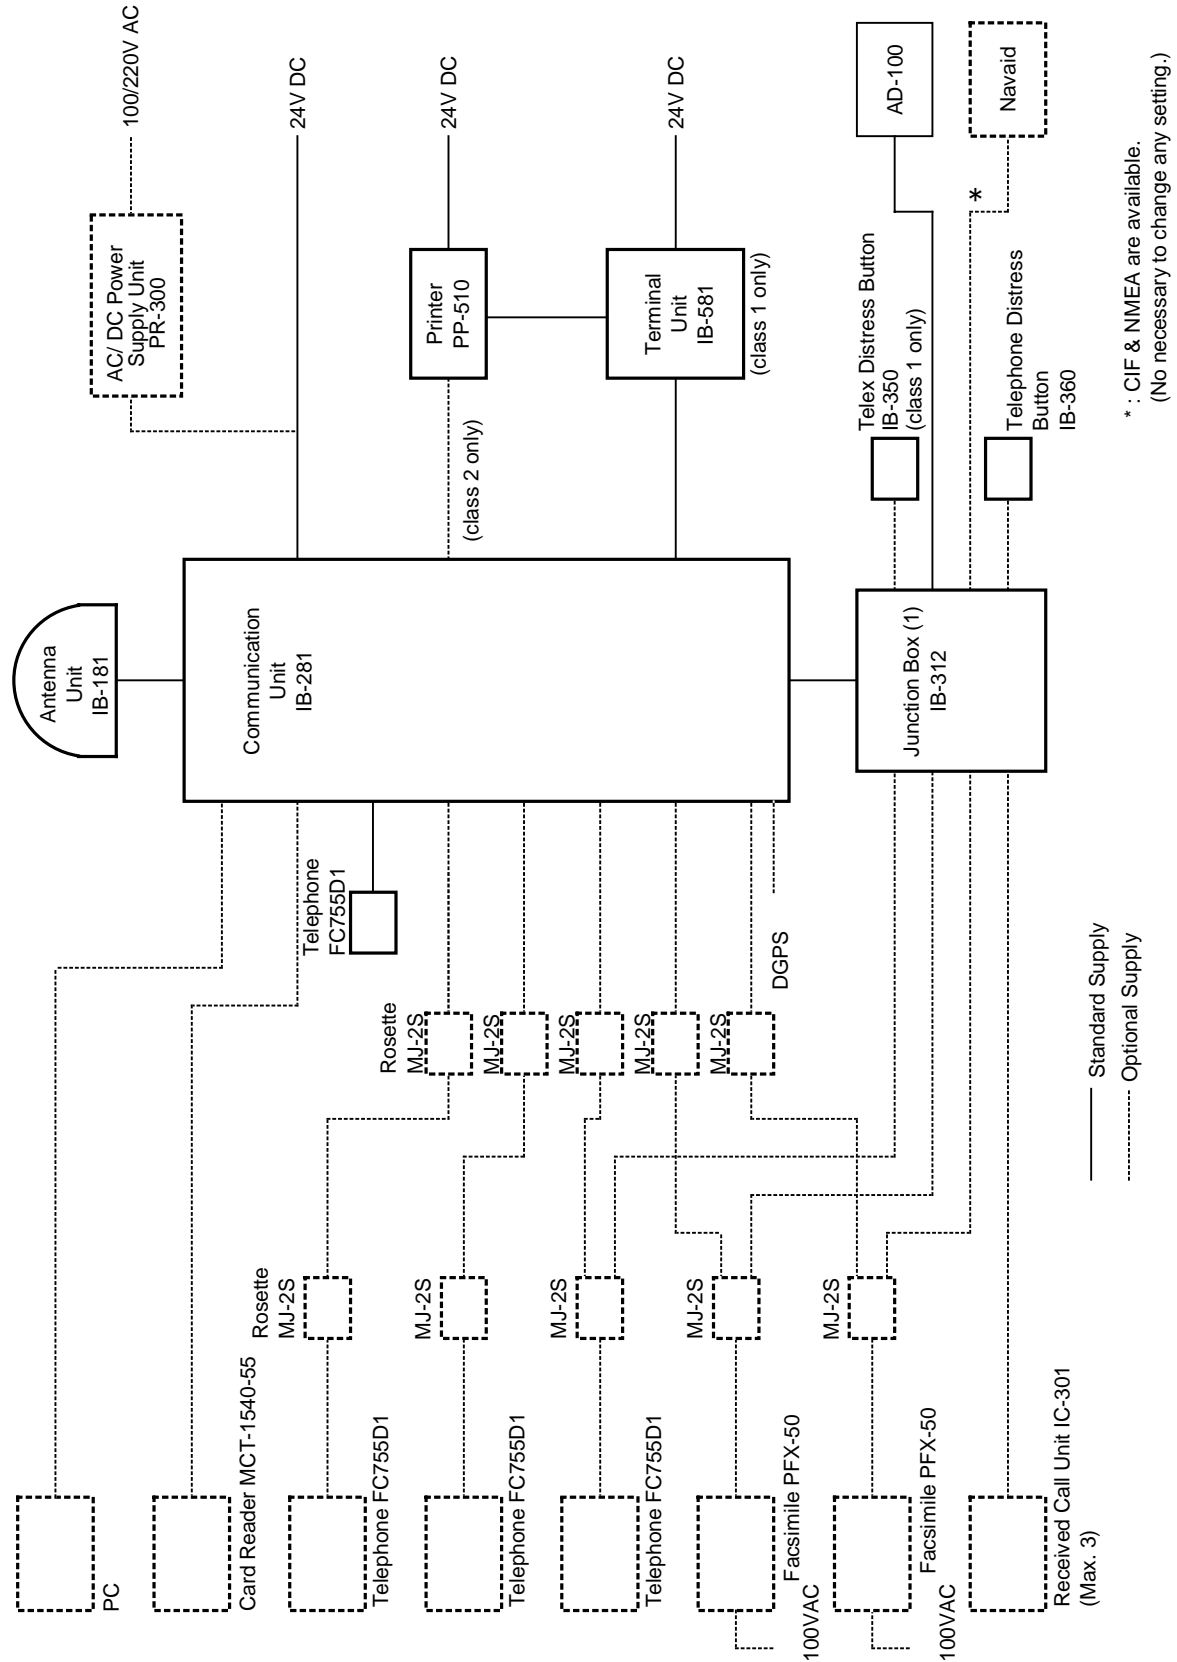 Antenna
Unit
IB-181
Communication
Unit
IB-281
AC/ DC Power
Supply Unit
PR-300
100/220V AC
24V DC
Printer
PP-510
24V DC
(class 2 only)
Terminal
Unit
IB-581
(class 1 only)
24V DC
Junction Box (1)
IB-312
Telex Distress Button
IB-350
(class 1 only)
AD-100
Navaid
*
Telephone Distress
Button
IB-360
* : CIF & NMEA are available.
(No necessary to change any setting.)
Telephone
FC755D1
Rosette
MJ-2S
MJ-2S
MJ-2S
MJ-2S
MJ-2S
DGPS
Rosette
MJ-2S
MJ-2S
MJ-2S
MJ-2S
MJ-2S
PC
Card Reader MCT-1540-55
Telephone FC755D1
Telephone FC755D1
Telephone FC755D1
Facsimile PFX-50
100VAC
Facsimile PFX-50
100VAC
Received Call Unit IC-301
(Max. 3)
Standard Supply
Optional Supply